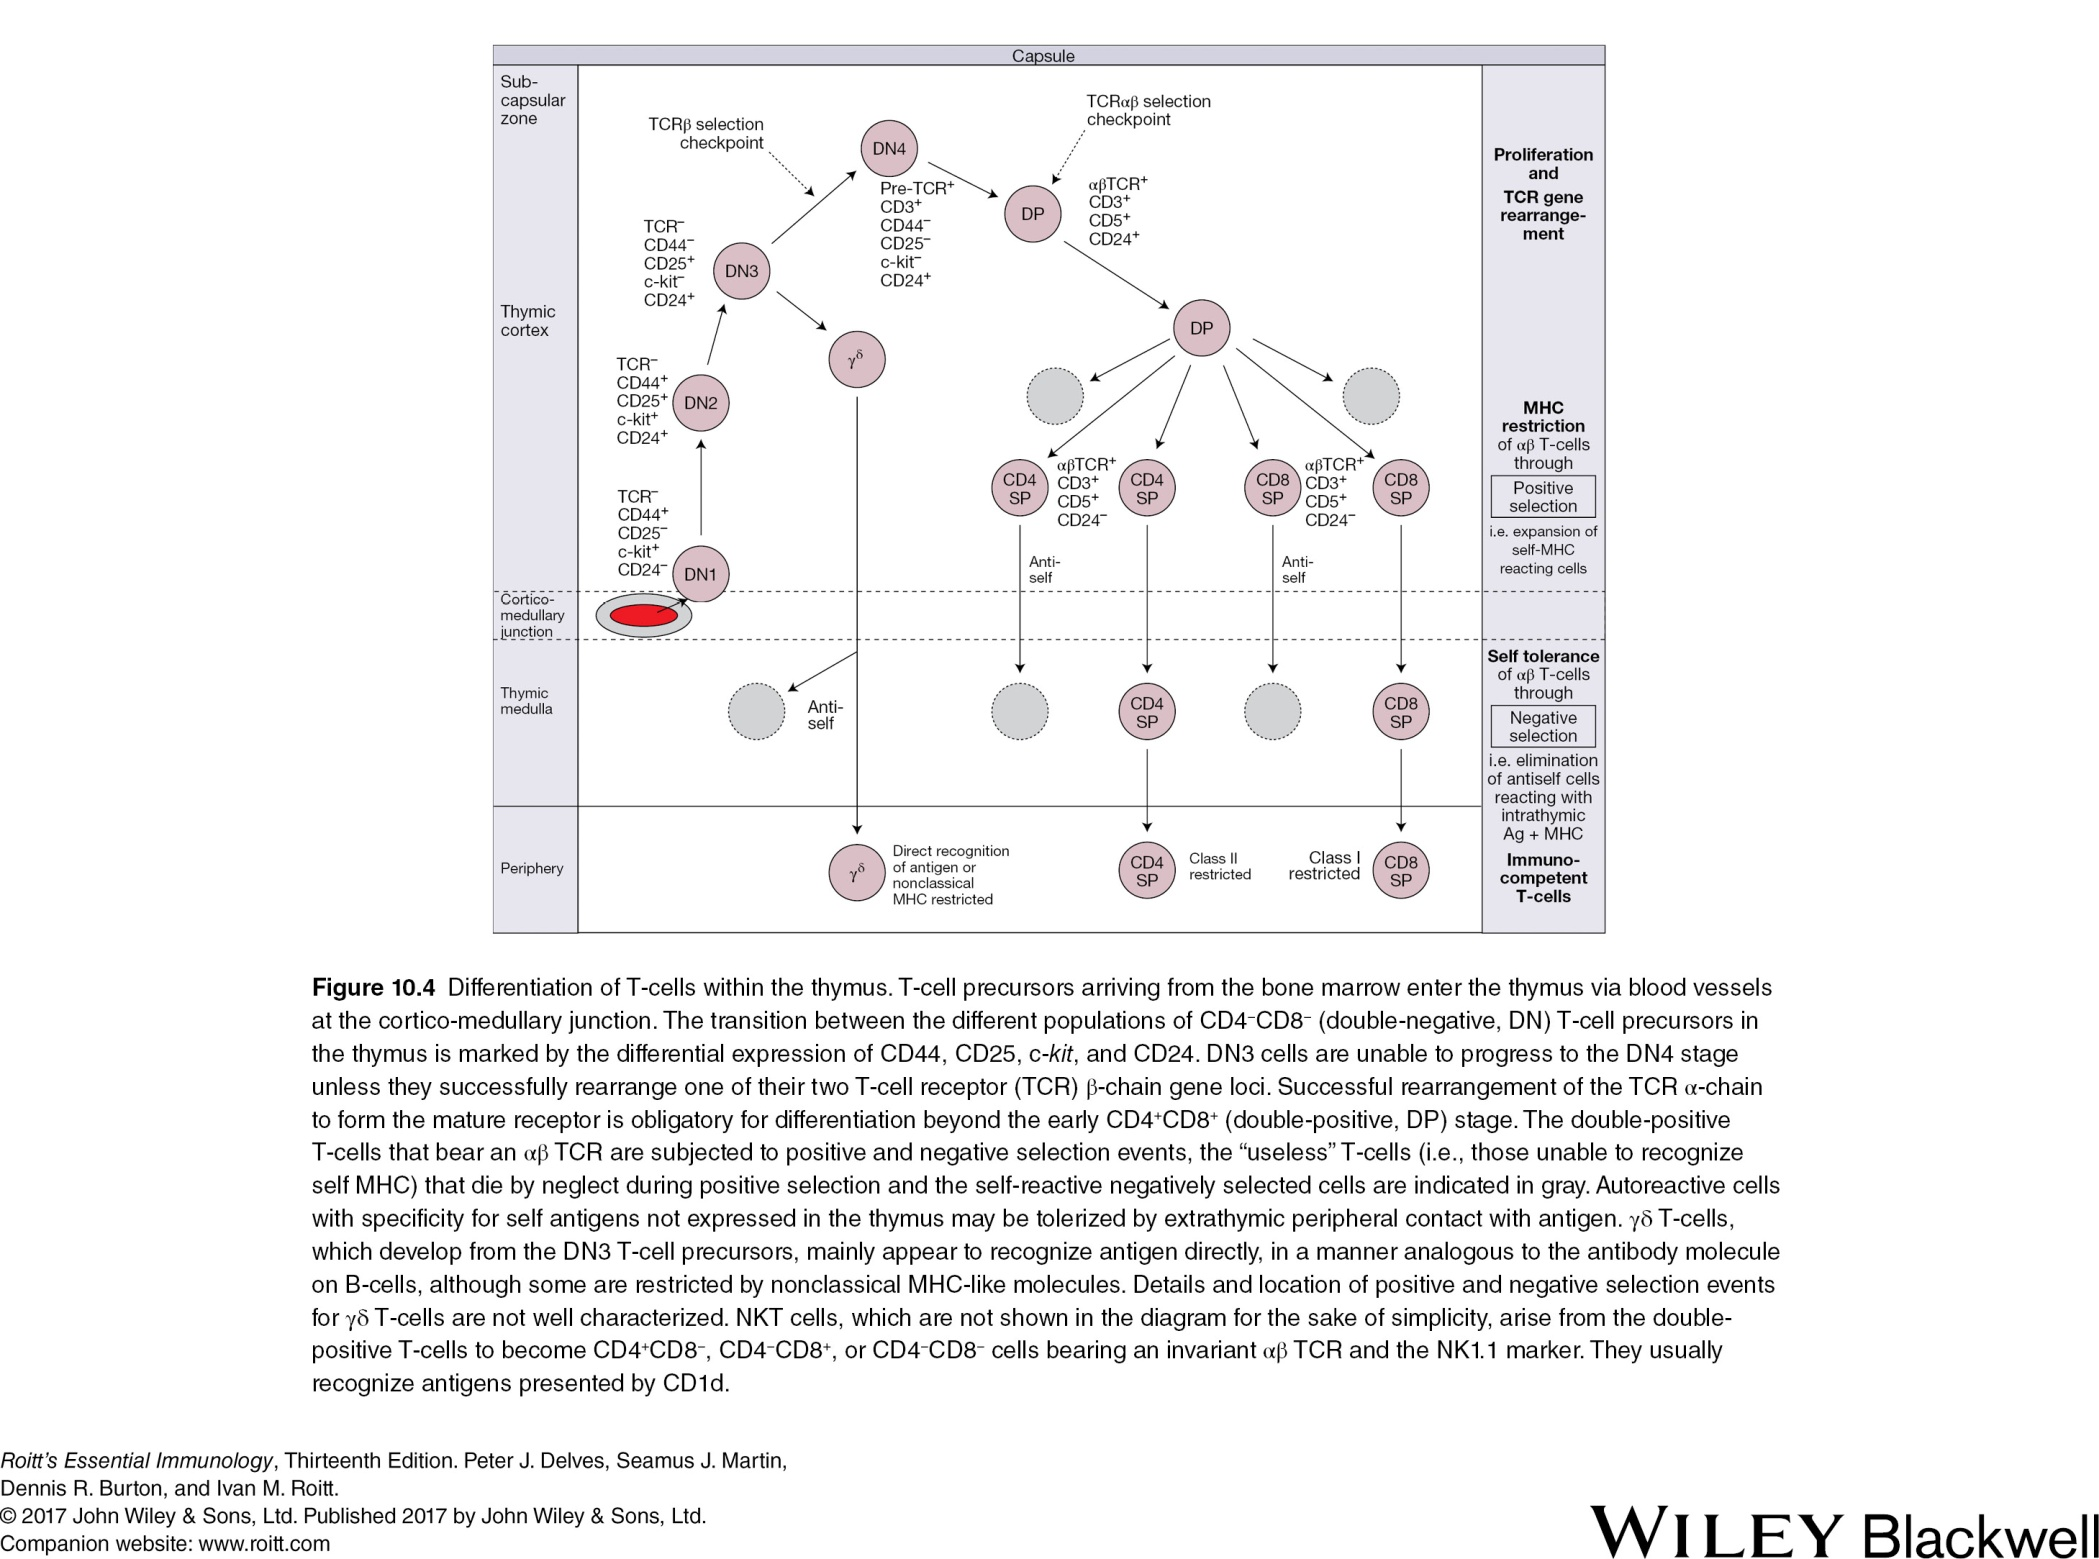 Capsule
Sub-
capsular
zone
TCRβ selection
checkpoint
DN4
TCRαβ selection
checkpoint
Proliferation
and
TCR gene
rearrange-
ment
Pre-TCR⁺
CD3⁺
CD44⁻
CD25⁻
c-kit⁻
CD24⁺
DP
αβTCR⁺
CD3⁺
CD5⁺
CD24⁺
TCR⁻
CD44⁻
CD25⁺
c-kit⁻
CD24⁺
DN3
Thymic
cortex
γδ
DP
TCR⁻
CD44⁺
CD25⁺
c-kit⁺
CD24⁺
DN2
MHC
restriction
of αβ T-cells
through
Positive
selection
i.e. expansion of
self-MHC
reacting cells
CD4
SP
αβTCR⁺
CD3⁺
CD5⁺
CD24⁻
CD4
SP
CD8
SP
αβTCR⁺
CD3⁺
CD5⁺
CD24⁻
CD8
SP
TCR⁻
CD44⁺
CD25⁻
c-kit⁺
CD24⁻
DN1
Anti-
self
Anti-
self
Cortico-
medullary
junction
Thymic
medulla
Anti-
self
CD4
SP
CD8
SP
Self tolerance
of αβ T-cells
through
Negative
selection
i.e. elimination
of antiself cells
reacting with
intrathymic
Ag + MHC
Periphery
γδ
Direct recognition
of antigen or
nonclassical
MHC restricted
CD4
SP
Class II
restricted
Class I
restricted
CD8
SP
Immuno-
competent
T-cells
Figure 10.4 Differentiation of T-cells within the thymus. T-cell precursors arriving from the bone marrow enter the thymus via blood vessels
at the cortico-medullary junction. The transition between the different populations of CD4⁻CD8⁻ (double-negative, DN) T-cell precursors in
the thymus is marked by the differential expression of CD44, CD25, c-kit, and CD24. DN3 cells are unable to progress to the DN4 stage
unless they successfully rearrange one of their two T-cell receptor (TCR) β-chain gene loci. Successful rearrangement of the TCR α-chain
to form the mature receptor is obligatory for differentiation beyond the early CD4⁺CD8⁺ (double-positive, DP) stage. The double-positive
T-cells that bear an αβ TCR are subjected to positive and negative selection events, the “useless” T-cells (i.e., those unable to recognize
self MHC) that die by neglect during positive selection and the self-reactive negatively selected cells are indicated in gray. Autoreactive cells
with specificity for self antigens not expressed in the thymus may be tolerized by extrathymic peripheral contact with antigen. γδ T-cells,
which develop from the DN3 T-cell precursors, mainly appear to recognize antigen directly, in a manner analogous to the antibody molecule
on B-cells, although some are restricted by nonclassical MHC-like molecules. Details and location of positive and negative selection events
for γδ T-cells are not well characterized. NKT cells, which are not shown in the diagram for the sake of simplicity, arise from the double-
positive T-cells to become CD4⁺CD8⁻, CD4⁻CD8⁺, or CD4⁻CD8⁻ cells bearing an invariant αβ TCR and the NK1.1 marker. They usually
recognize antigens presented by CD1d.
Roitt’s Essential Immunology, Thirteenth Edition. Peter J. Delves, Seamus J. Martin,
Dennis R. Burton, and Ivan M. Roitt.
© 2017 John Wiley & Sons, Ltd. Published 2017 by John Wiley & Sons, Ltd.
Companion website: www.roitt.com
WILEY Blackwell